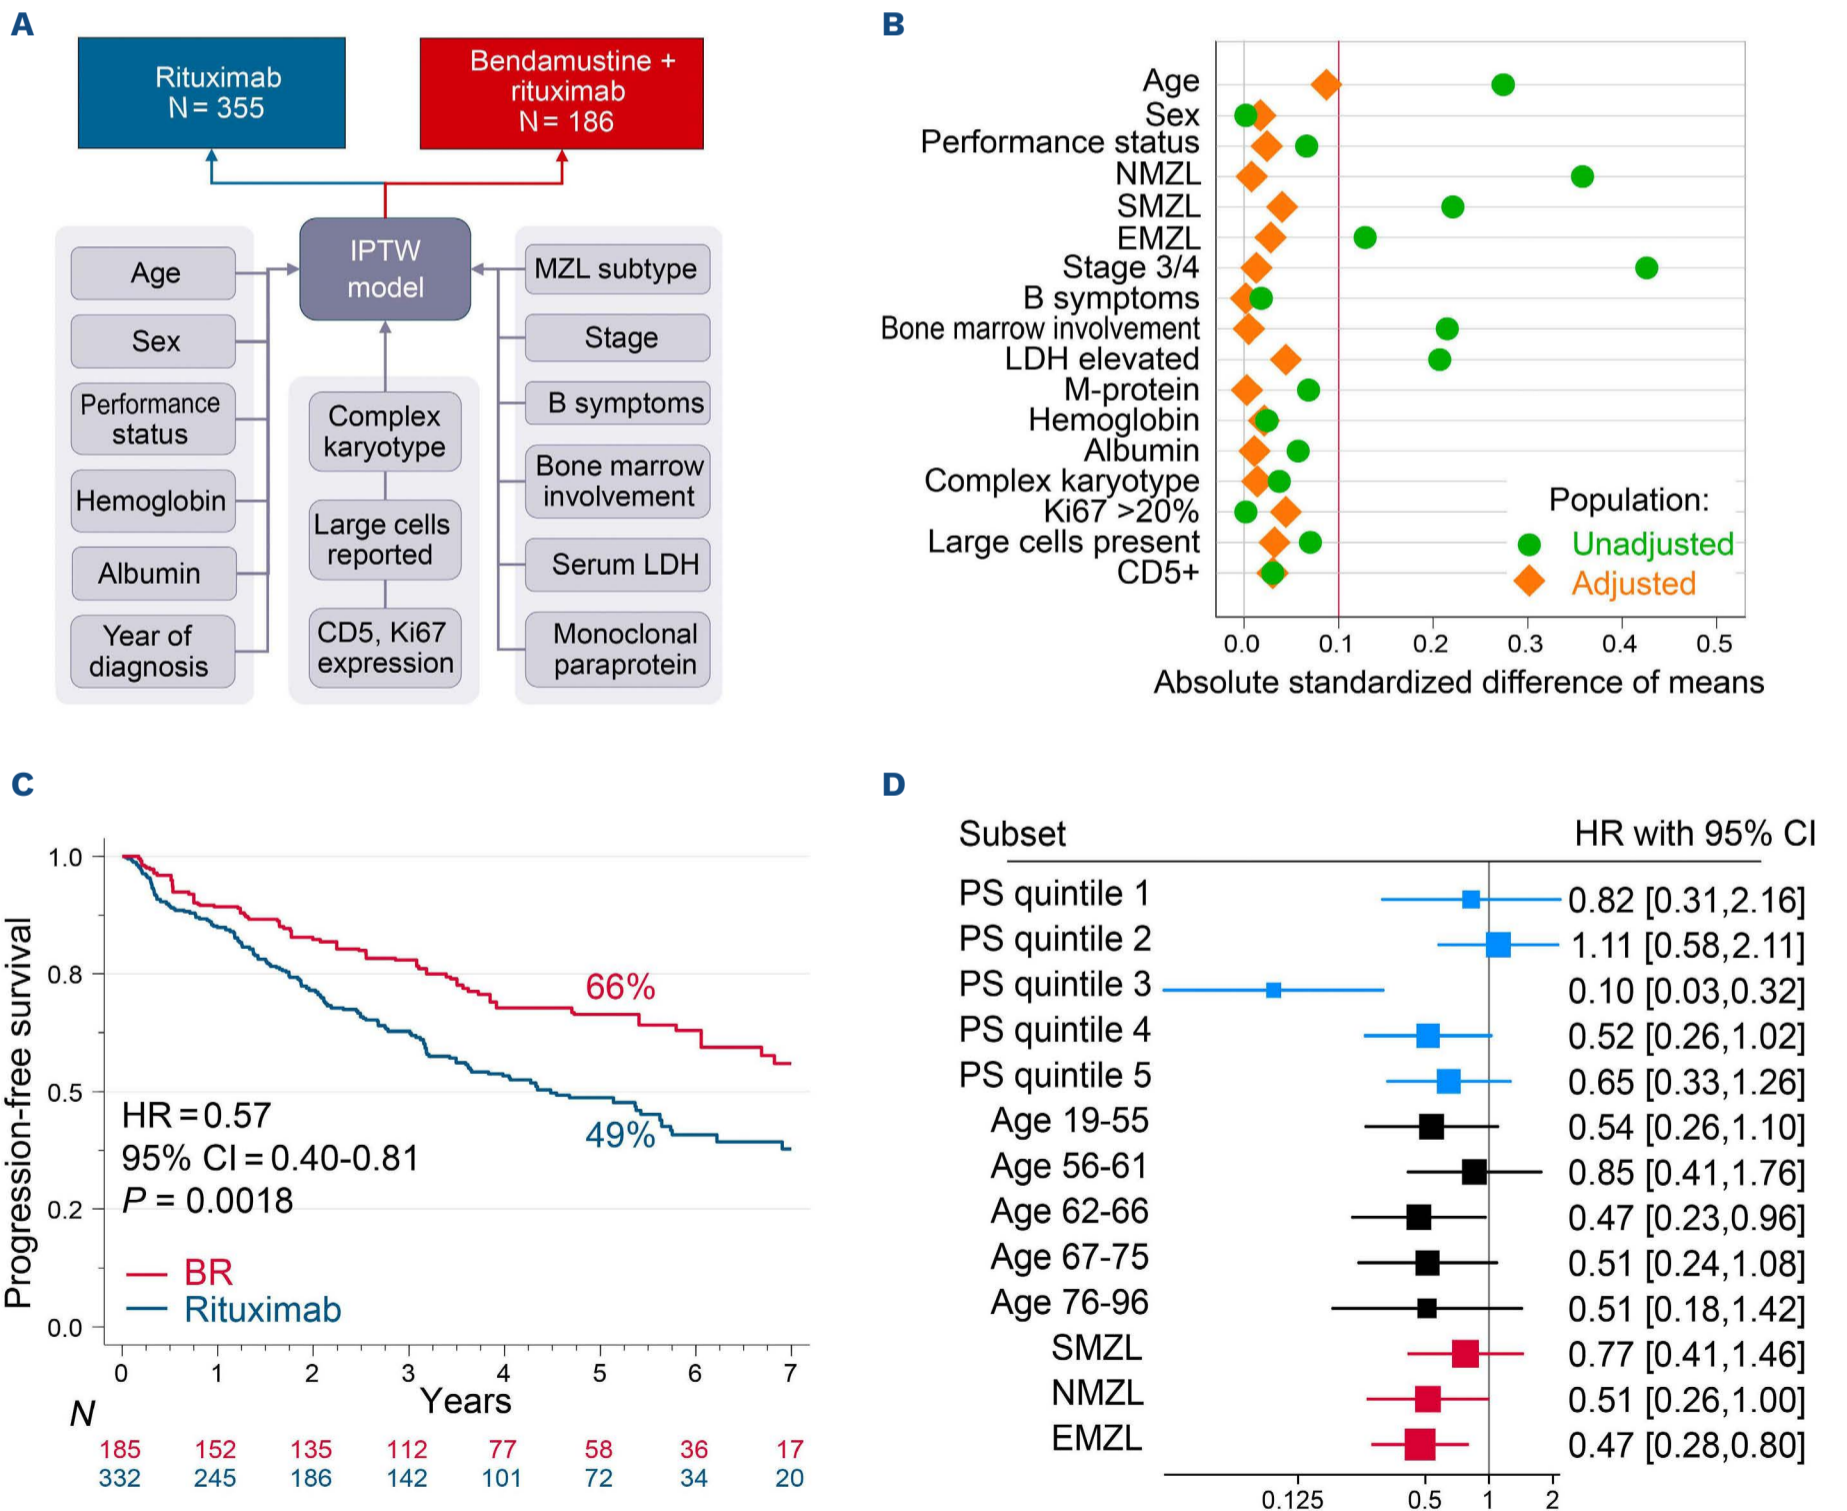 A
Rituximab
N = 355
Bendamustine +
rituximab
N = 186
IPTW
model
Age
Sex
Performance
status
Hemoglobin
Albumin
Year of
diagnosis
Complex
karyotype
Large cells
reported
CD5, Ki67
expression
MZL subtype
Stage
B symptoms
Bone marrow
involvement
Serum LDH
Monoclonal
paraprotein
B
Age
Sex
Performance status
NMZL
SMZL
EMZL
Stage 3/4
B symptoms
Bone marrow involvement
LDH elevated
M-protein
Hemoglobin
Albumin
Complex karyotype
Ki67 >20%
Large cells present
CD5+
Population:
Unadjusted
Adjusted
0.0 0.1 0.2 0.3 0.4 0.5
Absolute standardized difference of means
C
Progression-free survival
1.0
0.8
0.5
0.2
0.0
66%
49%
HR = 0.57
95% CI = 0.40-0.81
P = 0.0018
BR
Rituximab
0 1 2 3 4 5 6 7
Years
N
185 152 135 112 77 58 36 17
332 245 186 142 101 72 34 20
D
Subset HR with 95% CI
PS quintile 1 0.82 [0.31,2.16]
PS quintile 2 1.11 [0.58,2.11]
PS quintile 3 0.10 [0.03,0.32]
PS quintile 4 0.52 [0.26,1.02]
PS quintile 5 0.65 [0.33,1.26]
Age 19-55 0.54 [0.26,1.10]
Age 56-61 0.85 [0.41,1.76]
Age 62-66 0.47 [0.23,0.96]
Age 67-75 0.51 [0.24,1.08]
Age 76-96 0.51 [0.18,1.42]
SMZL 0.77 [0.41,1.46]
NMZL 0.51 [0.26,1.00]
EMZL 0.47 [0.28,0.80]
0.125 0.5 1 2